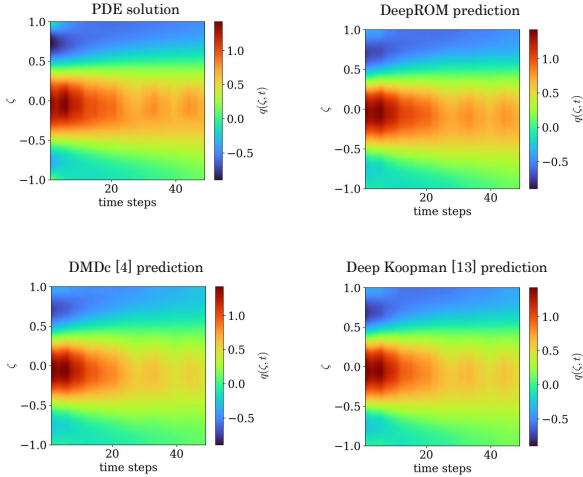 PDE solution
1.0
0.5
0.0
−0.5
−1.0
ζ
20
40
time steps
1.0
0.5
0.0
−0.5
q(ζ, t)
DeepROM prediction
1.0
0.5
0.0
−0.5
−1.0
ζ
20
40
time steps
1.0
0.5
0.0
−0.5
q(ζ, t)
DMDc [4] prediction
1.0
0.5
0.0
−0.5
−1.0
ζ
20
40
time steps
1.0
0.5
0.0
−0.5
q(ζ, t)
Deep Koopman [13] prediction
1.0
0.5
0.0
−0.5
−1.0
ζ
20
40
time steps
1.0
0.5
0.0
−0.5
q(ζ, t)